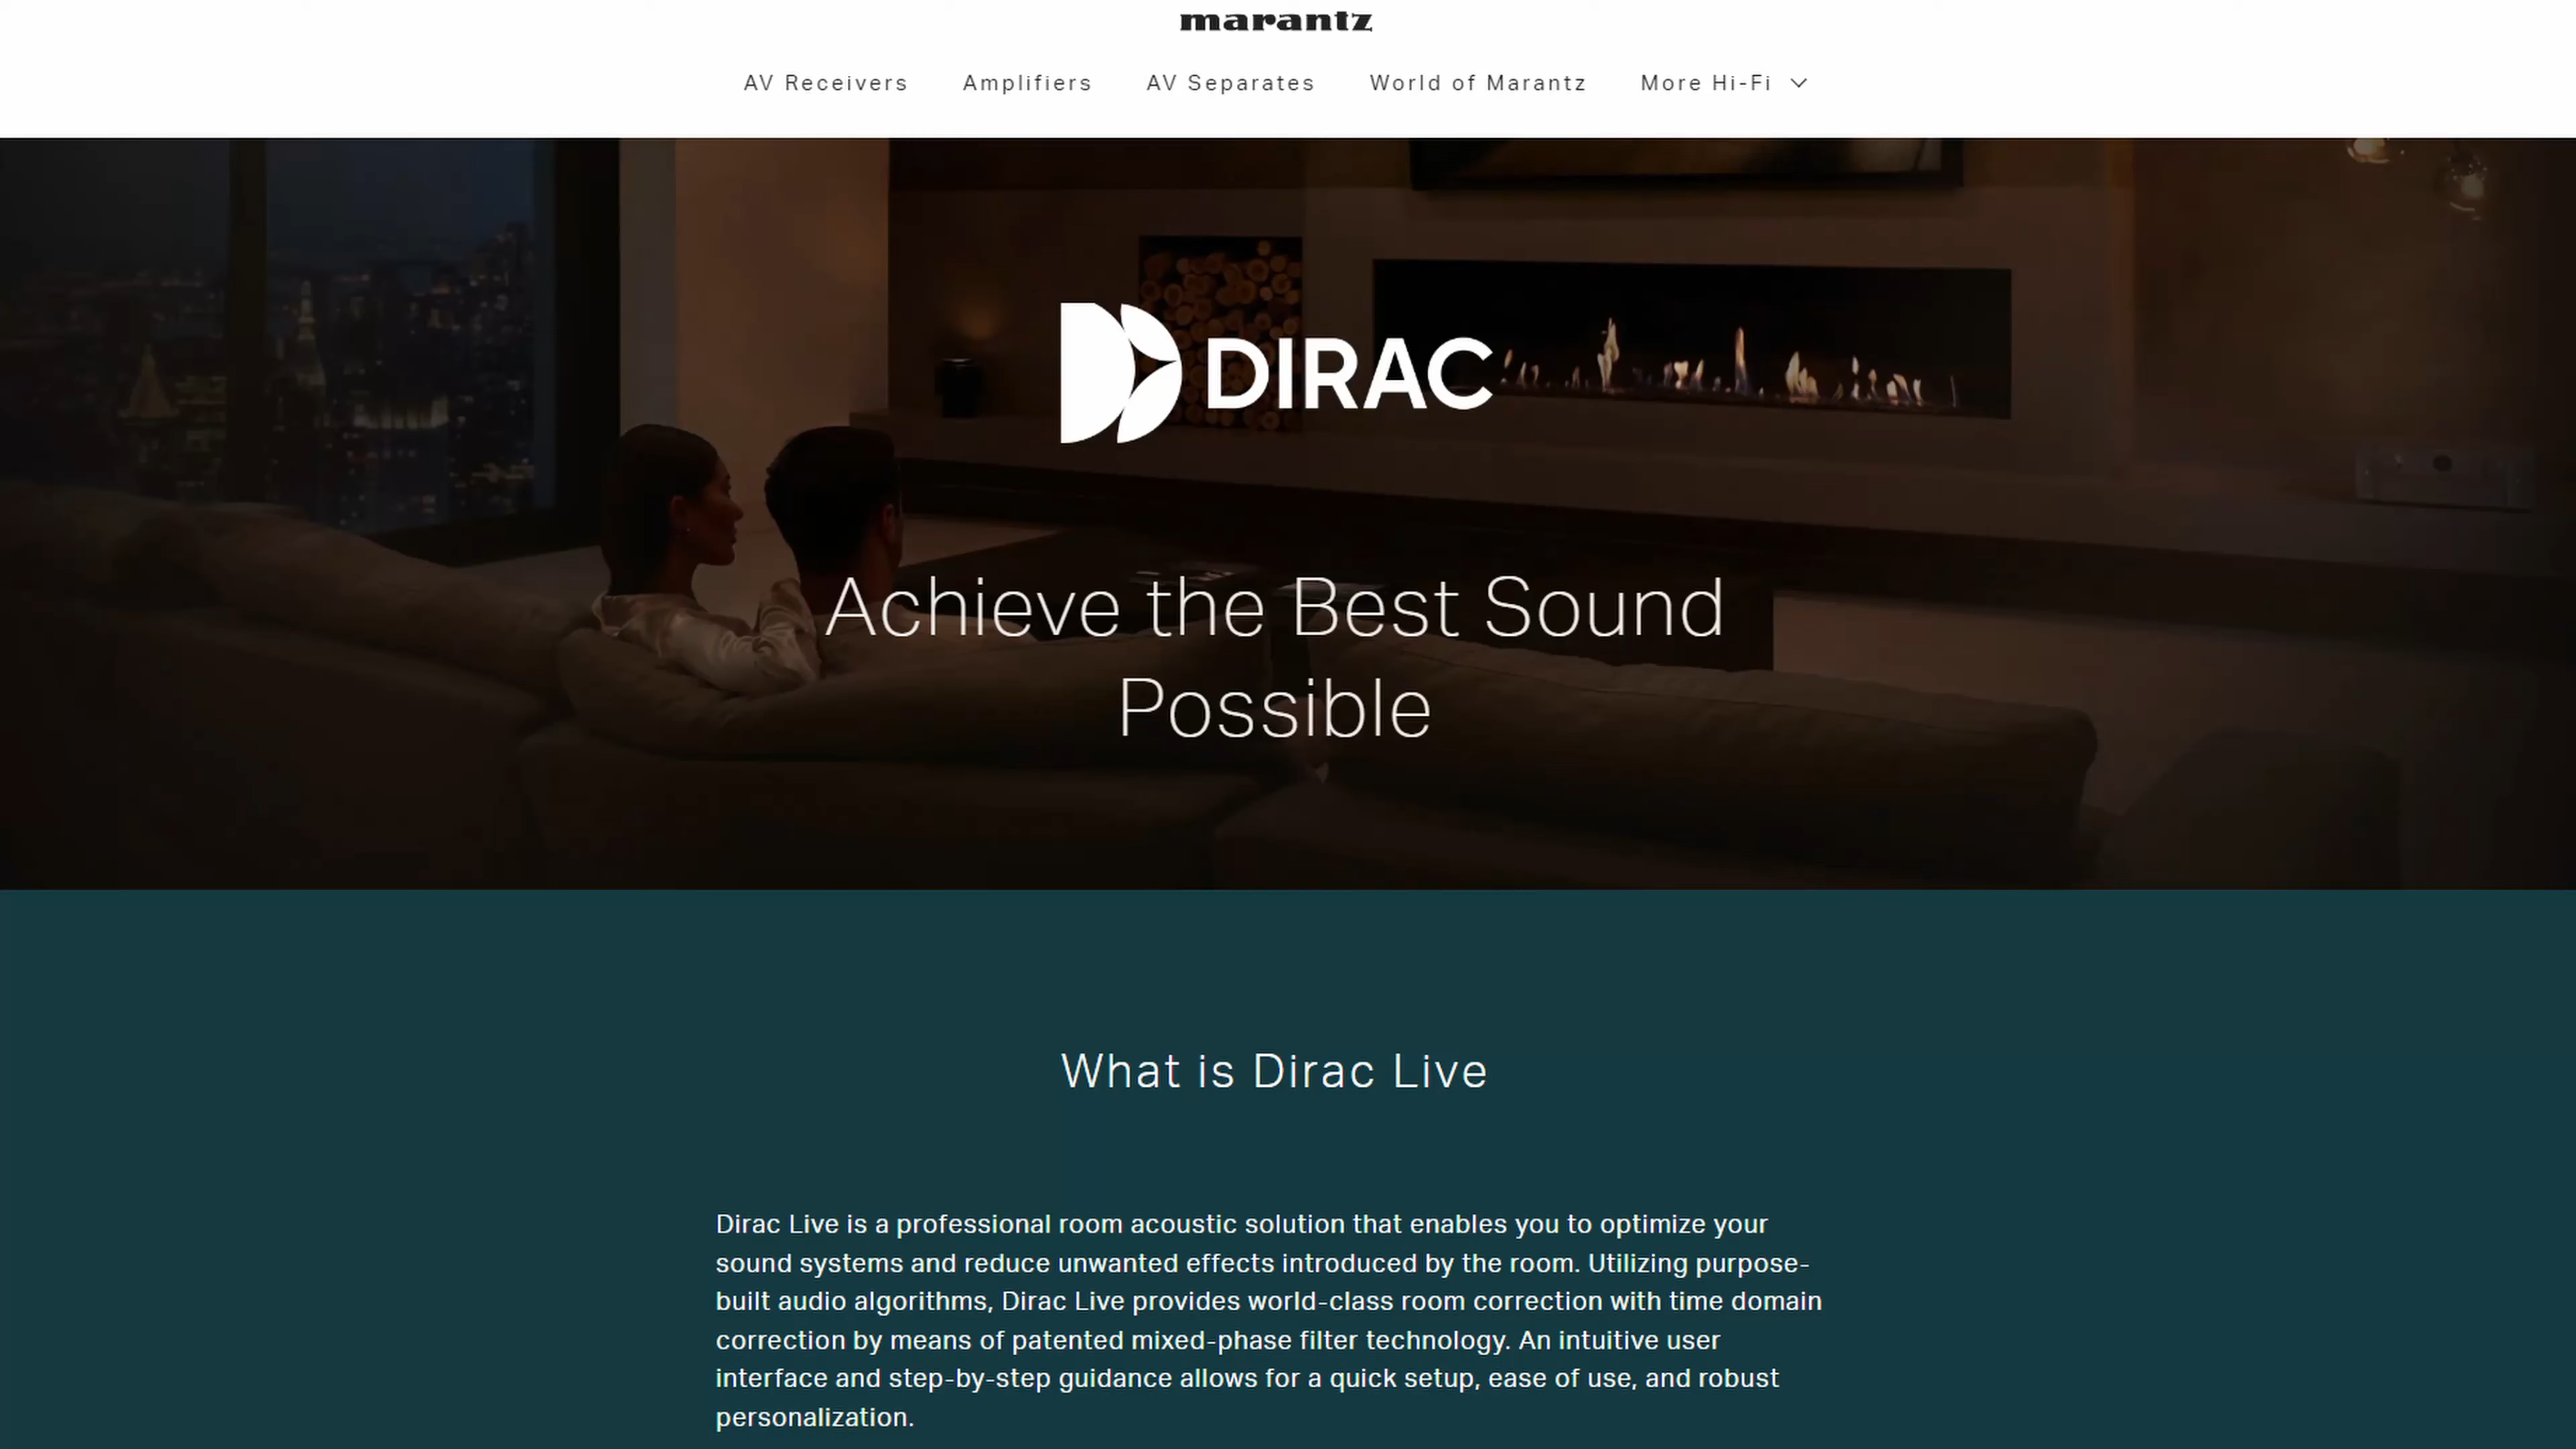 marantz
AV Receivers Amplifiers AV Separates World of Marantz More Hi-Fi
DIRAC
Achieve the Best Sound
Possible
What is Dirac Live
Dirac Live is a professional room acoustic solution that enables you to optimize your
sound systems and reduce unwanted effects introduced by the room. Utilizing purpose-
built audio algorithms, Dirac Live provides world-class room correction with time domain
correction by means of patented mixed-phase filter technology. An intuitive user
interface and step-by-step guidance allows for a quick setup, ease of use, and robust
personalization.